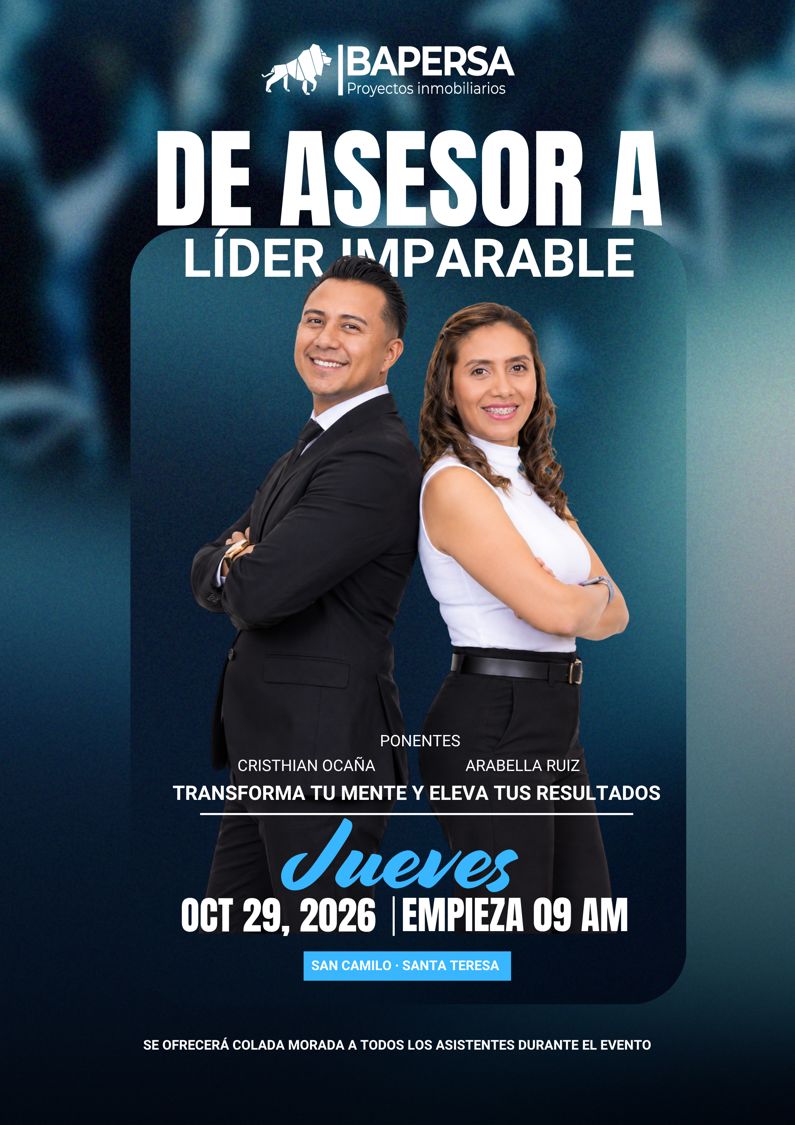 BAPERSA
Proyectos inmobiliarios
DE ASESOR A
LÍDER IMPARABLE
PONENTES
CRISTHIAN OCAÑA ARABELLA RUIZ
TRANSFORMA TU MENTE Y ELEVA TUS RESULTADOS
Jueves
OCT 29, 2026 | EMPIEZA 09 AM
SAN CAMILO · SANTA TERESA
SE OFRECERÁ COLADA MORADA A TODOS LOS ASISTENTES DURANTE EL EVENTO